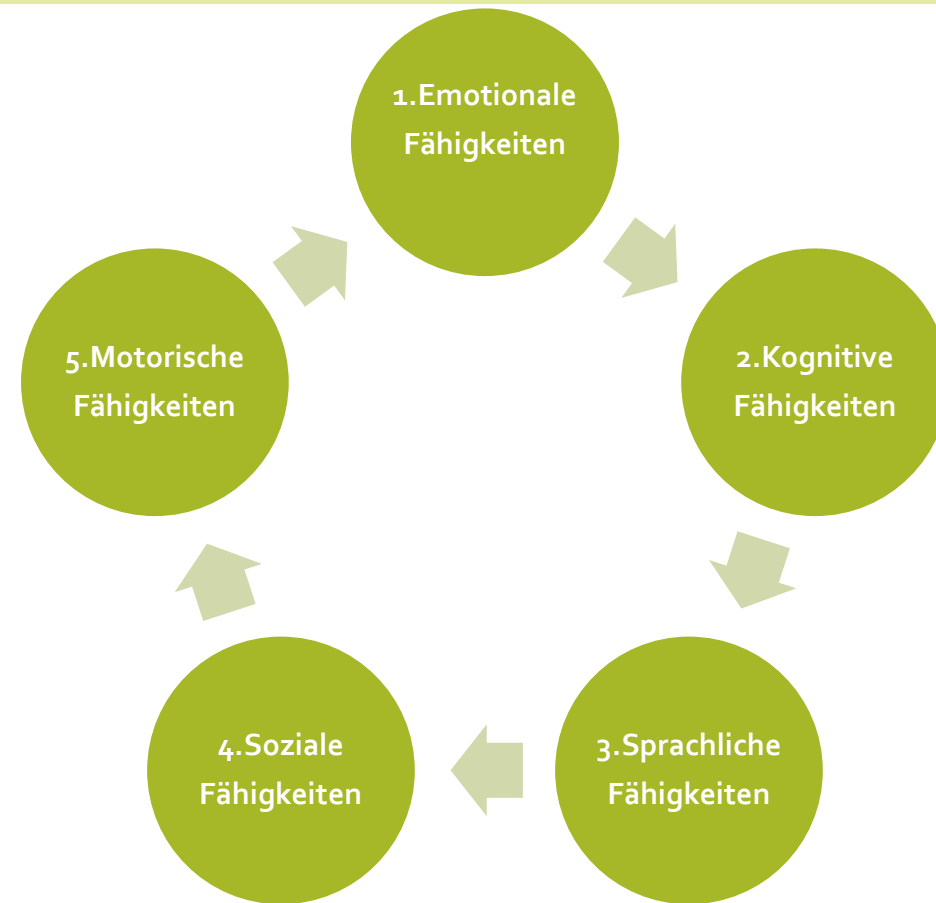 1.Emotionale
Fähigkeiten
2.Kognitive
Fähigkeiten
3.Sprachliche
Fähigkeiten
4.Soziale
Fähigkeiten
5.Motorische
Fähigkeiten